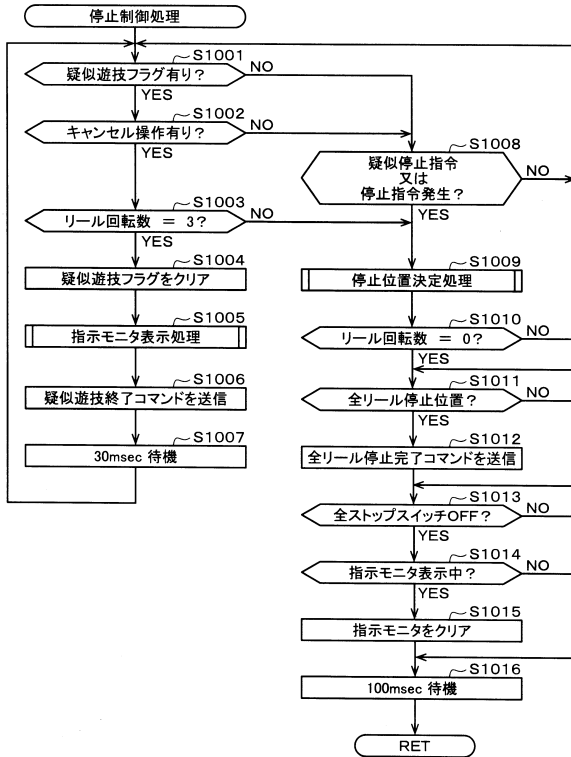 停止制御処理
S1001
疑似遊技フラグ有り?
NO
YES
S1002
キャンセル操作有り?
NO
YES
S1008
疑似停止指令
又は
停止指令発生?
NO
YES
S1003
リール回転数 = 3?
NO
YES
S1004
疑似遊技フラグをクリア
S1009
停止位置決定処理
S1005
指示モニタ表示処理
S1010
リール回転数 = 0?
NO
YES
S1006
疑似遊技終了コマンドを送信
S1011
全リール停止位置?
NO
YES
S1007
30msec 待機
S1012
全リール停止完了コマンドを送信
S1013
全ストップスイッチOFF?
NO
YES
S1014
指示モニタ表示中?
NO
YES
S1015
指示モニタをクリア
S1016
100msec 待機
RET